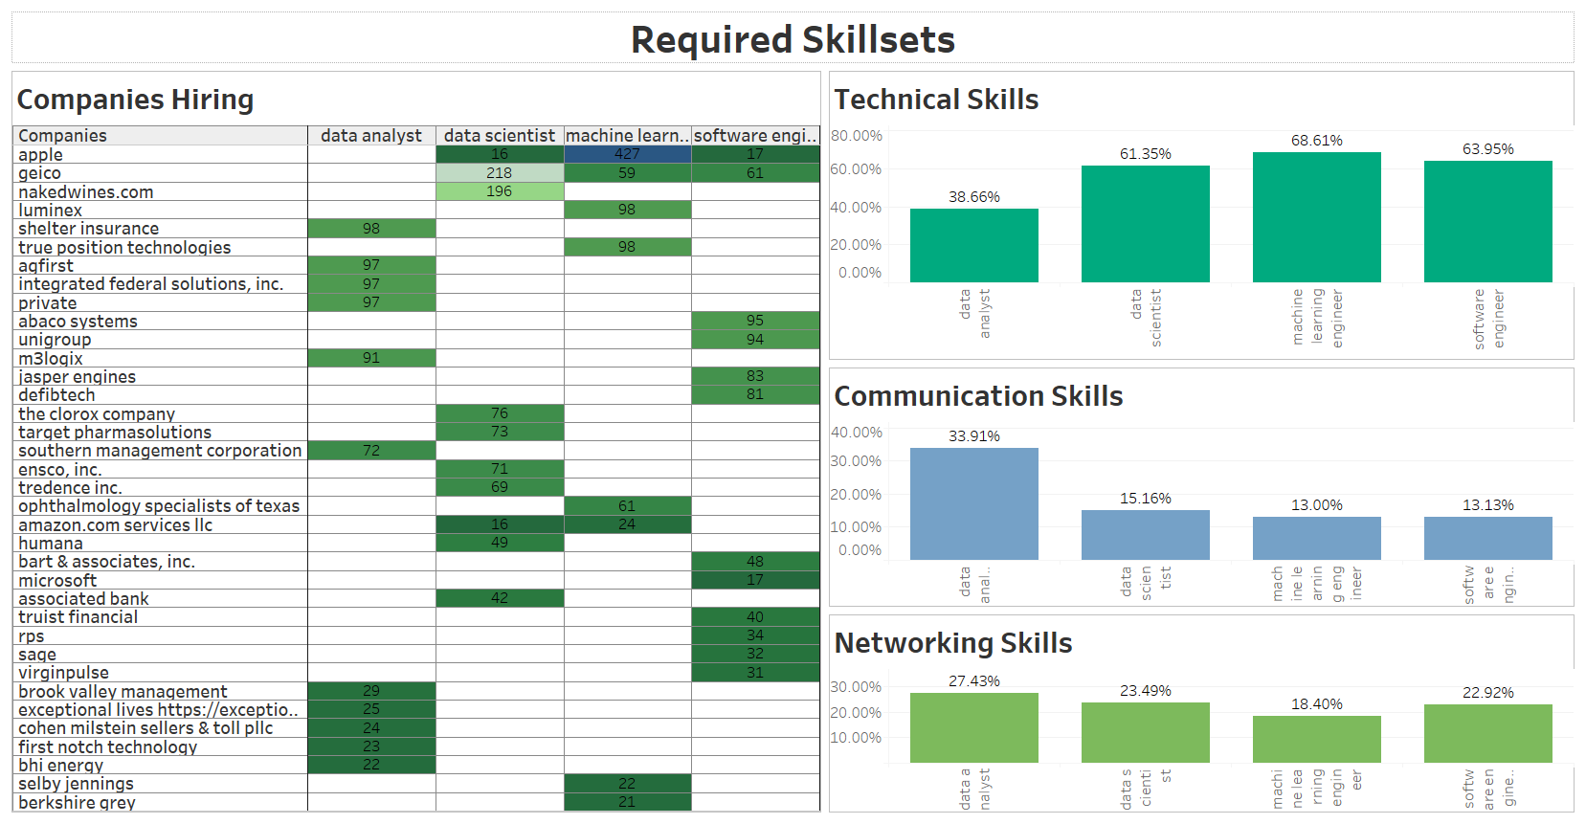 Required Skillsets
Companies Hiring
Companies data analyst data scientist machine learn.. software engi..
apple 16 427 17
geico 218 59 61
nakedwines.com 196
luminex 98
shelter insurance 98
true position technologies 98
agfirst 97
integrated federal solutions, inc. 97
private 97
abaco systems 95
unigroup 94
m3logix 91
jasper engines 83
defibtech 81
the clorox company 76
target pharmasolutions 73
southern management corporation 72
ensco, inc. 71
tredence inc. 69
ophthalmology specialists of texas 61
amazon.com services llc 16 24
humana 49
bart & associates, inc. 48
microsoft 17
associated bank 42
truist financial 40
rps 34
sage 32
virginpulse 31
brook valley management 29
exceptional lives https://exceptio.. 25
cohen milstein sellers & toll pllc 24
first notch technology 23
bhi energy 22
selby jennings 22
berkshire grey 21
Technical Skills
80.00%
60.00%
40.00%
20.00%
0.00%
38.66% 61.35% 68.61% 63.95%
data
analyst
data
scientist
machine
learning
engineer
software
engineer
Communication Skills
40.00%
30.00%
20.00%
10.00%
0.00%
33.91% 15.16% 13.00% 13.13%
data
anal..
data
scien
tist
mach
ine le
arnin
g eng
ineer
softw
are e
ngin..
Networking Skills
30.00%
20.00%
10.00%
27.43% 23.49% 18.40% 22.92%
data a
nalyst
data s
cienti
st
machi
ne lea
rning
engin
eer
softw
are en
gine..